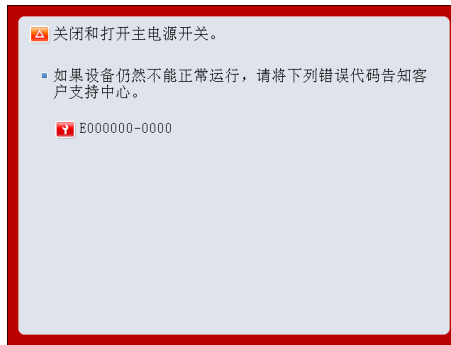 关闭和打开主电源开关。
如果设备仍然不能正常运行，请将下列错误代码告知客
户支持中心。
E000000-0000